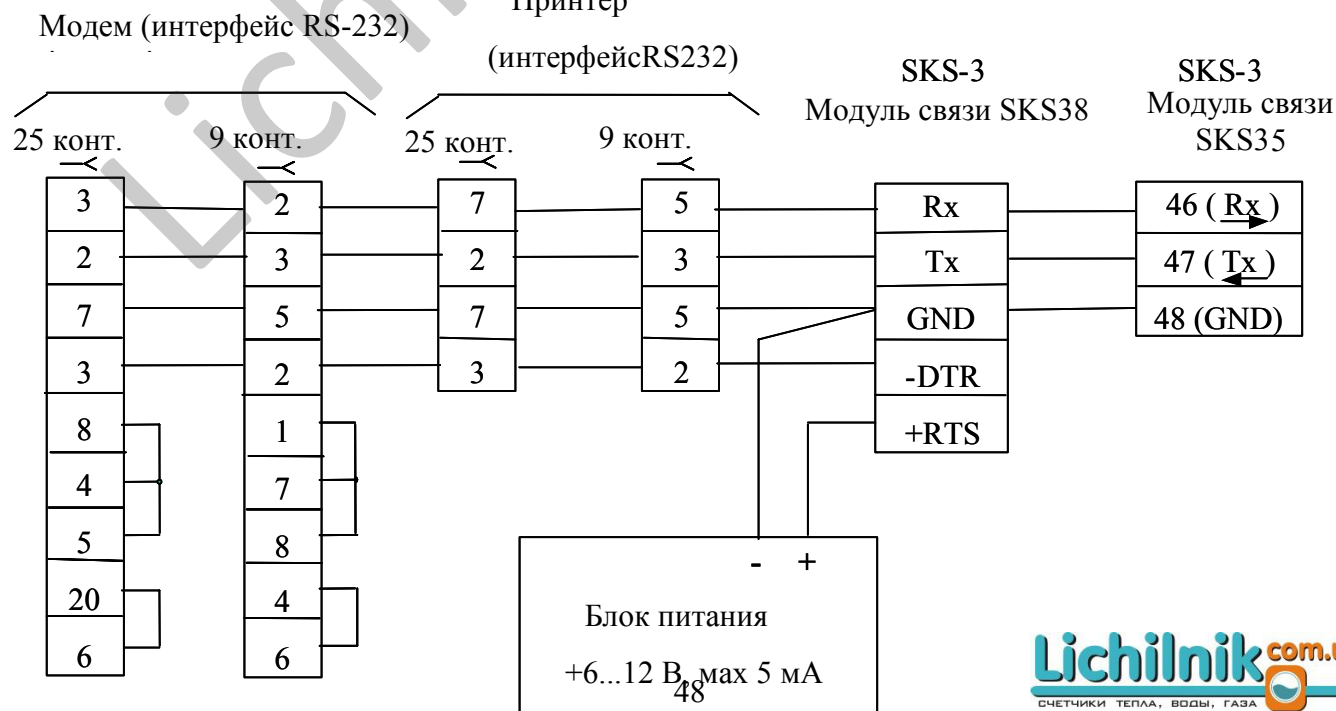 Принтер
Модем (интерфейс RS-232)
(интерфейсRS232)
SKS-3
Модуль связи SKS38
SKS-3
Модуль связи
SKS35
25 конт.
9 конт.
25 конт.
9 конт.
3
2
7
3
8
4
5
20
6
2
3
5
2
1
7
8
4
6
7
2
7
3
5
3
5
2
Rx
Tx
GND
-DTR
+RTS
46 ( Rx )
47 ( Tx )
48 (GND)
- +
Блок питания
+6...12 В, мах 5 мА
48
Lichilnik
СЧЕТЧИКИ ТЕПЛА, ВОДЫ, ГАЗА